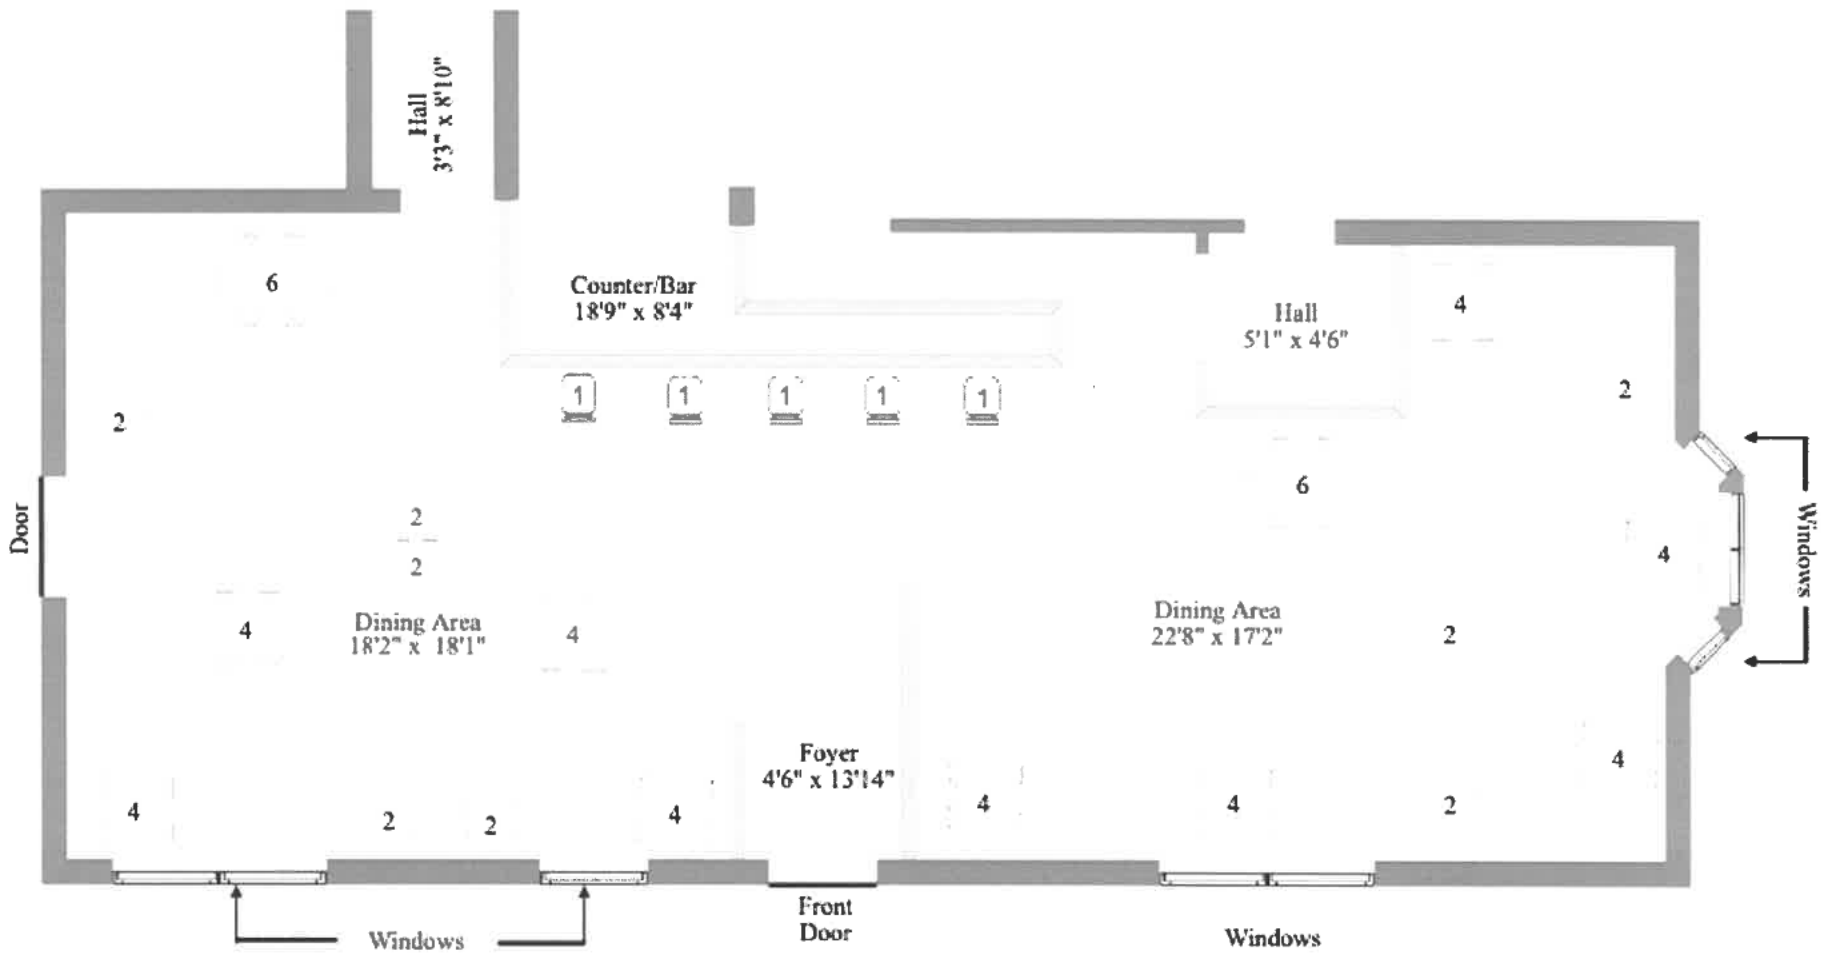 Hall
3'3" x 8'10"
6
Counter/Bar
18'9" x 8'4"
4
Hall
5'1" x 4'6"
1
1
1
1
1
2
2
6
Door
2
2
4
Windows
4
Dining Area
18'2" x 18'1"
4
Dining Area
22'8" x 17'2"
2
Foyer
4'6" x 13'14"
4
4
2
2
4
4
4
2
Front
Door
Windows
Windows